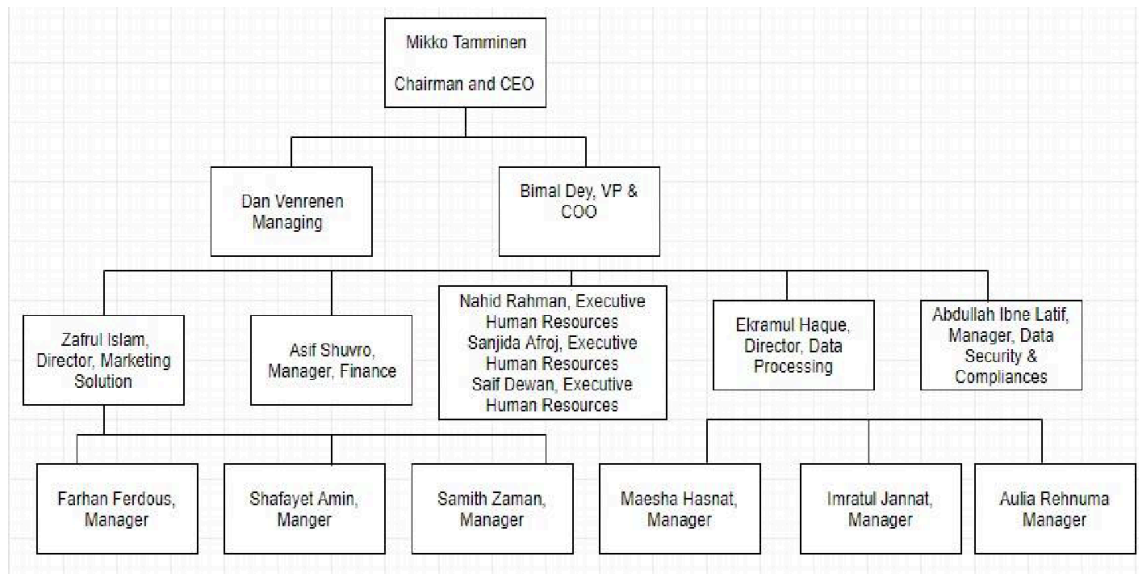 Mikko Tamminen
Chairman and CEO
Dan Venrenen
Managing
Bimal Dey, VP &
COO
Zafrul Islam,
Director, Marketing
Solution
Asif Shuvro,
Manager, Finance
Nahid Rahman, Executive
Human Resources
Sanjida Afroj, Executive
Human Resources
Saif Dewan, Executive
Human Resources
Ekramul Haque,
Director, Data
Processing
Abdullah Ibne Latif,
Manager, Data
Security &
Compliances
Farhan Ferdous,
Manager
Shafayet Amin,
Manger
Samith Zaman,
Manager
Maesha Hasnat,
Manager
Imratul Jannat,
Manager
Aulia Rehnuma
Manager